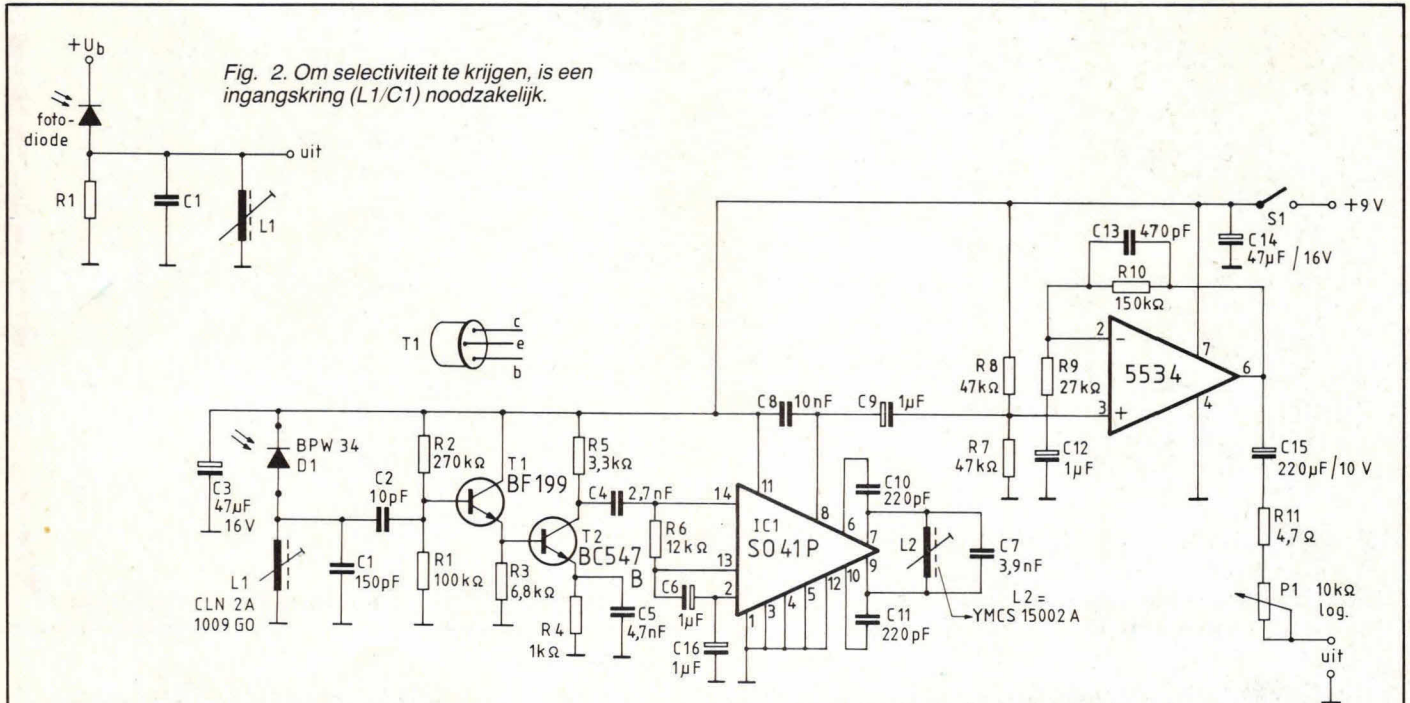 +Ub
Fig. 2. Om selectiviteit te krijgen, is een
ingangskring (L1/C1) noodzakelijk.
foto-
diode
uit
R1
C1
L1
+9V
S1
C14
47µF / 16V
C13
470pF
R10
150kΩ
T1
c
e
b
R8
47kΩ
R9
27kΩ
2
-
3
+
5534
7
6
4
C8
10nF
C9
1µF
R7
47kΩ
C12
1µF
C15
220µF/10 V
BPW 34
D1
R2
270kΩ
T1
BF199
R5
3,3kΩ
C4
2,7nF
C3
47µF
16V
C2
10pF
14
11
8
IC1
SO41P
6
7
9
10
13
2
1
3
4
5
12
C10
220pF
R11
4,7 Ω
R6
12kΩ
T2
BC547
B
L2
C7
3,9nF
L1
CLN 2A
1009 GO
C1
150pF
R1
100kΩ
R3
6,8kΩ
C6
1µF
C11
220pF
L2 =
YMCS 15002 A
P1
10kΩ
log.
R4
1kΩ
C5
4,7nF
C16
1µF
uit